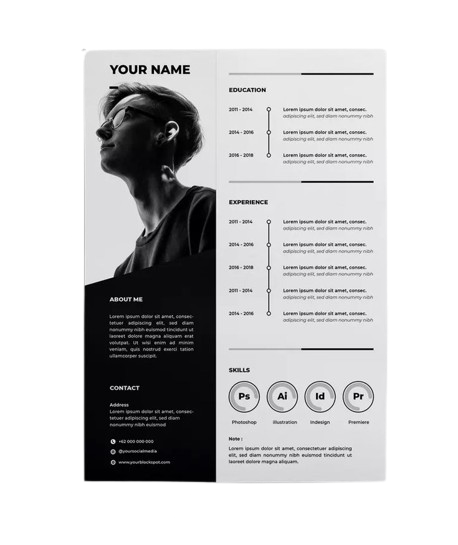 YOUR NAME
ABOUT ME
Lorem ipsum dolor sit amet, consec-
tetuer adipiscing elit, sed diam
nonummy nibh euismod tincidunt ut
laoreet dolore magna aliquam erat
volutpat. Ut wisi enim ad minim
veniam, quis nostrud exerci tation
ullamcorper suscipit.
CONTACT
Address
Lorem ipsum dolor sit amet, consec-
tetuer adipiscing elit, sed diam
nonummy nibh euismod
+62 000 000 000
@yoursocialmedia
EDUCATION
2011 - 2014
Lorem ipsum dolor sit amet, consec.
adipiscing elit, sed diam nonummy nibh
2014 - 2016
Lorem ipsum dolor sit amet, consec.
adipiscing elit, sed diam nonummy nibh
2016 - 2018
Lorem ipsum dolor sit amet, consec.
adipiscing elit, sed diam nonummy nibh
EXPERIENCE
2011 - 2014
Lorem ipsum dolor sit amet, consec.
adipiscing elit, sed diam nonummy nibh
2014 - 2016
Lorem ipsum dolor sit amet, consec.
adipiscing elit, sed diam nonummy nibh
2016 - 2018
Lorem ipsum dolor sit amet, consec.
adipiscing elit, sed diam nonummy nibh
2011 - 2014
Lorem ipsum dolor sit amet, consec.
adipiscing elit, sed diam nonummy nibh
2014 - 2016
Lorem ipsum dolor sit amet, consec.
adipiscing elit, sed diam nonummy nibh
SKILLS
Ps Ai Id Pr
Photoshop illustration Indesign Premiere
Note :
Lorem ipsum dolor sit amet, consectetuer adipiscing
elit, sed diam nonummy nibh euismod tincidunt ut
laoreet dolore magna aliquam.